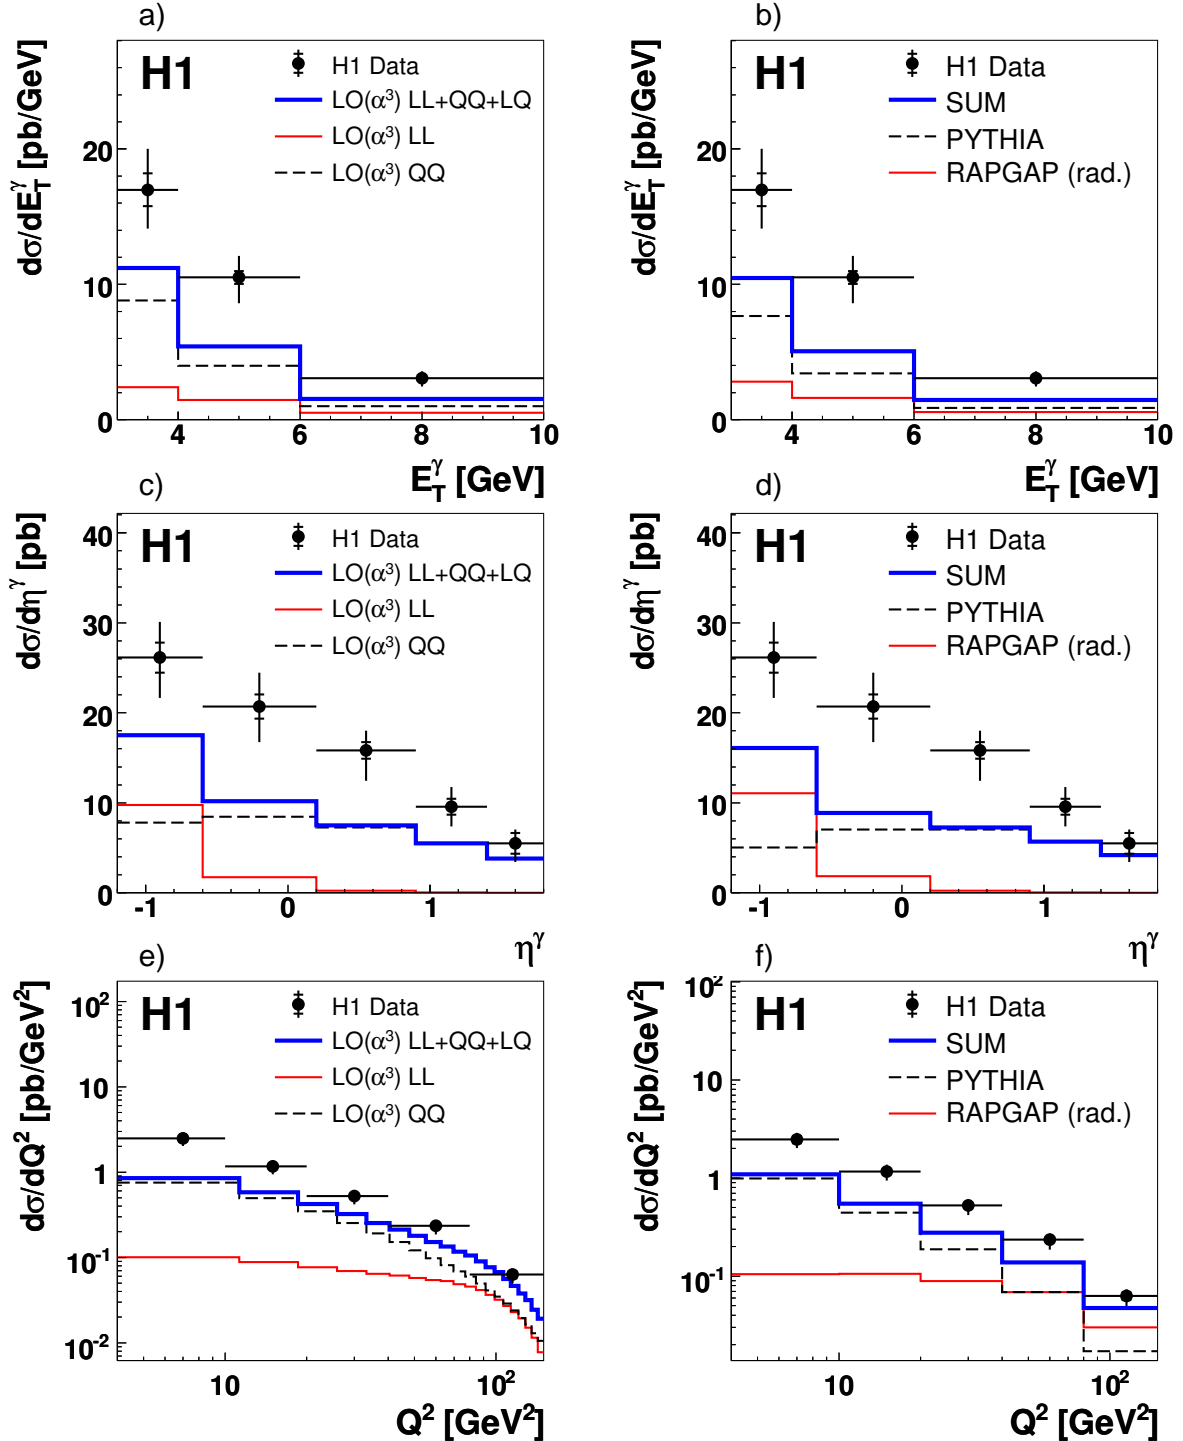 a)
H1
H1 Data
LO(α³) LL+QQ+LQ
LO(α³) LL
LO(α³) QQ
dσ/dE_T^γ [pb/GeV]
20
10
0
4 6 8 10
E_T^γ [GeV]
b)
H1
H1 Data
SUM
PYTHIA
RAPGAP (rad.)
dσ/dE_T^γ [pb/GeV]
20
10
0
4 6 8 10
E_T^γ [GeV]
c)
H1
H1 Data
LO(α³) LL+QQ+LQ
LO(α³) LL
LO(α³) QQ
dσ/dη^γ [pb]
40
30
20
10
0
-1 0 1
η^γ
d)
H1
H1 Data
SUM
PYTHIA
RAPGAP (rad.)
dσ/dη^γ [pb]
40
30
20
10
0
-1 0 1
η^γ
e)
H1
H1 Data
LO(α³) LL+QQ+LQ
LO(α³) LL
LO(α³) QQ
dσ/dQ² [pb/GeV²]
10²
10
1
10⁻¹
10⁻²
10 10²
Q² [GeV²]
f)
H1
H1 Data
SUM
PYTHIA
RAPGAP (rad.)
dσ/dQ² [pb/GeV²]
10²
10
1
10⁻¹
10 10²
Q² [GeV²]